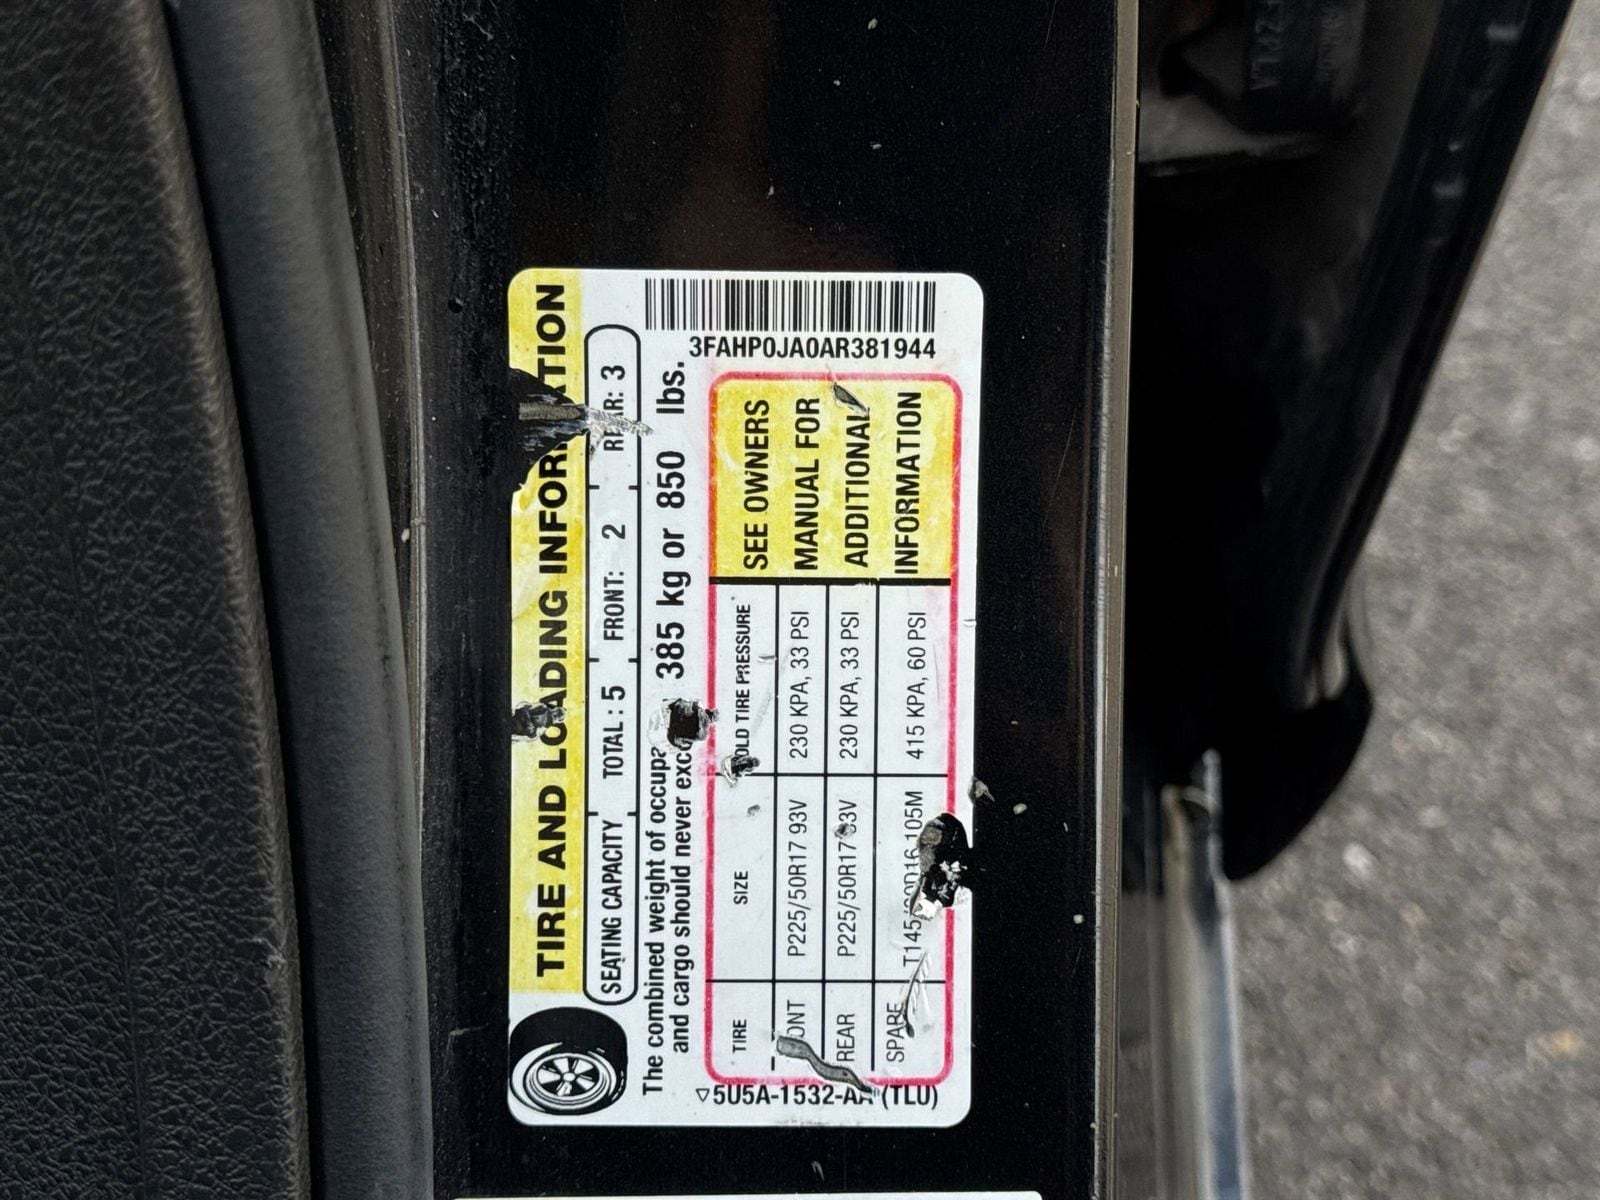 TIRE AND LOADING INFORMATION
SEATING CAPACITY TOTAL: 5 FRONT: 2 REAR: 3
The combined weight of and cargo should never 385 kg or 850 lbs.
3FAHP0JA0AR381944
TIRE SIZE COLD TIRE PRESSURE
FRONT P225/50R17 93V 230 KPA, 33 PSI
REAR P225/50R17 93V 230 KPA, 33 PSI
SPARE 105M 415 KPA, 60 PSI
SEE OWNERS
MANUAL FOR
ADDITIONAL
INFORMATION
5U5A-1532-AA (TLU)